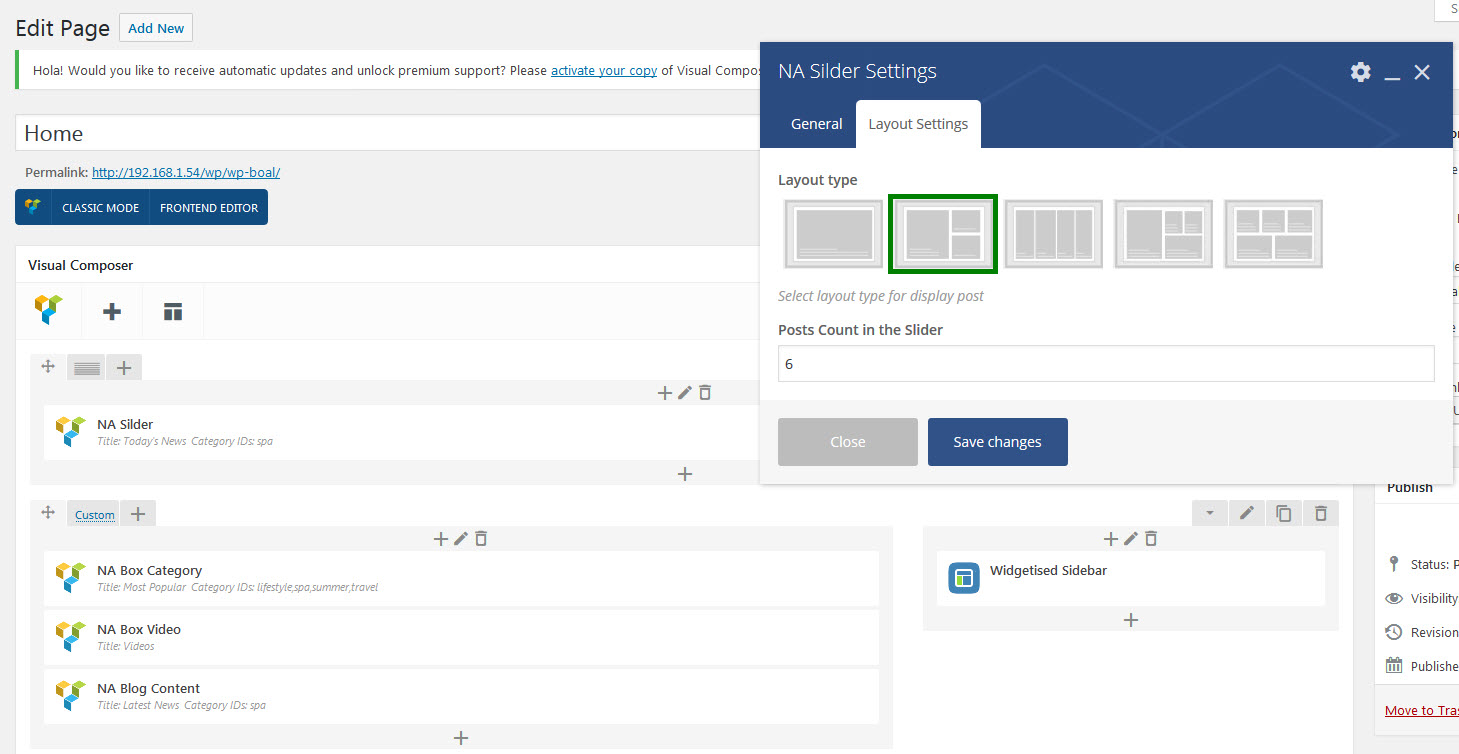 Edit Page
Add New
S
Hola! Would you like to receive automatic updates and unlock premium support? Please activate your copy of Visual Compos
Home
Permalink: http://192.168.1.54/wp/wp-boal/
CLASSIC MODE
FRONTEND EDITOR
Visual Composer
NA Silder
Title: Today's News Category IDs: spa
NA Silder Settings
General
Layout Settings
Layout type
Select layout type for display post
Posts Count in the Slider
6
Close
Save changes
Custom
NA Box Category
Title: Most Popular Category IDs: lifestyle,spa,summer,travel
NA Box Video
Title: Videos
NA Blog Content
Title: Latest News Category IDs: spa
Widgetised Sidebar
Publish
Status: P
Visibility
Revision
Publishe
Move to Tras